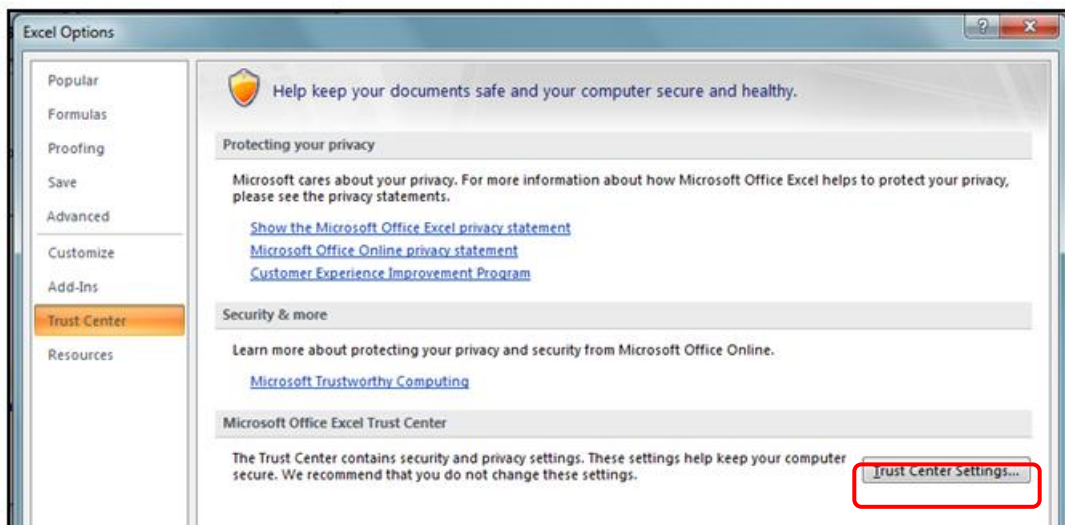 Excel Options
Popular
Formulas
Proofing
Save
Advanced
Customize
Add-Ins
Trust Center
Resources
Help keep your documents safe and your computer secure and healthy.
Protecting your privacy
Microsoft cares about your privacy. For more information about how Microsoft Office Excel helps to protect your privacy,
please see the privacy statements.
Show the Microsoft Office Excel privacy statement
Microsoft Office Online privacy statement
Customer Experience Improvement Program
Security & more
Learn more about protecting your privacy and security from Microsoft Office Online.
Microsoft Trustworthy Computing
Microsoft Office Excel Trust Center
The Trust Center contains security and privacy settings. These settings help keep your computer
secure. We recommend that you do not change these settings.
Trust Center Settings...